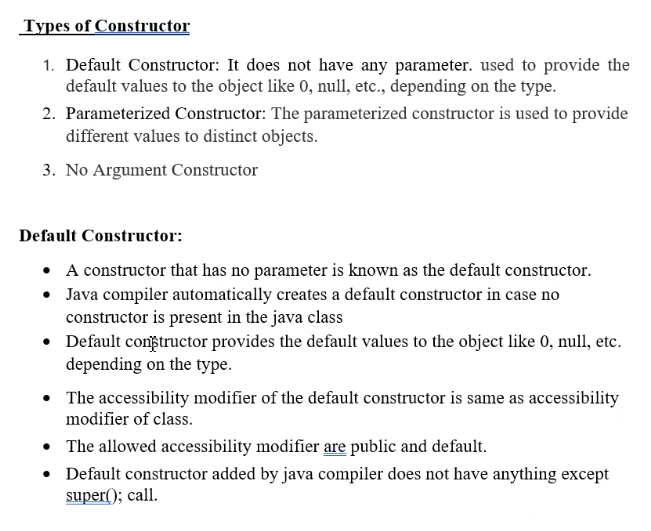 Types of Constructor
1. Default Constructor: It does not have any parameter. used to provide the
default values to the object like 0, null, etc., depending on the type.
2. Parameterized Constructor: The parameterized constructor is used to provide
different values to distinct objects.
3. No Argument Constructor
Default Constructor:
• A constructor that has no parameter is known as the default constructor.
• Java compiler automatically creates a default constructor in case no
constructor is present in the java class
• Default constructor provides the default values to the object like 0, null, etc.
depending on the type.
• The accessibility modifier of the default constructor is same as accessibility
modifier of class.
• The allowed accessibility modifier are public and default.
• Default constructor added by java compiler does not have anything except
super(); call.